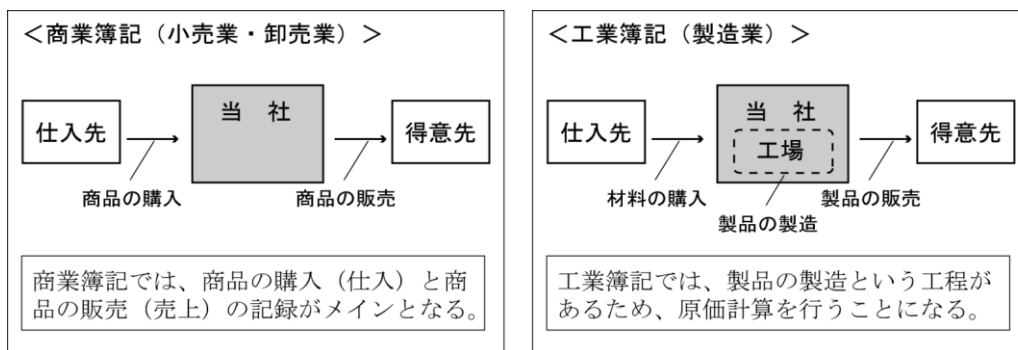 ＜商業簿記（小売業・卸売業）＞
仕入先
当　社
得意先
商品の購入
商品の販売
商業簿記では、商品の購入（仕入）と商
品の販売（売上）の記録がメインとなる。
＜工業簿記（製造業）＞
仕入先
当　社
工場
得意先
材料の購入
製品の販売
製品の製造
工業簿記では、製品の製造という工程が
あるため、原価計算を行うことになる。